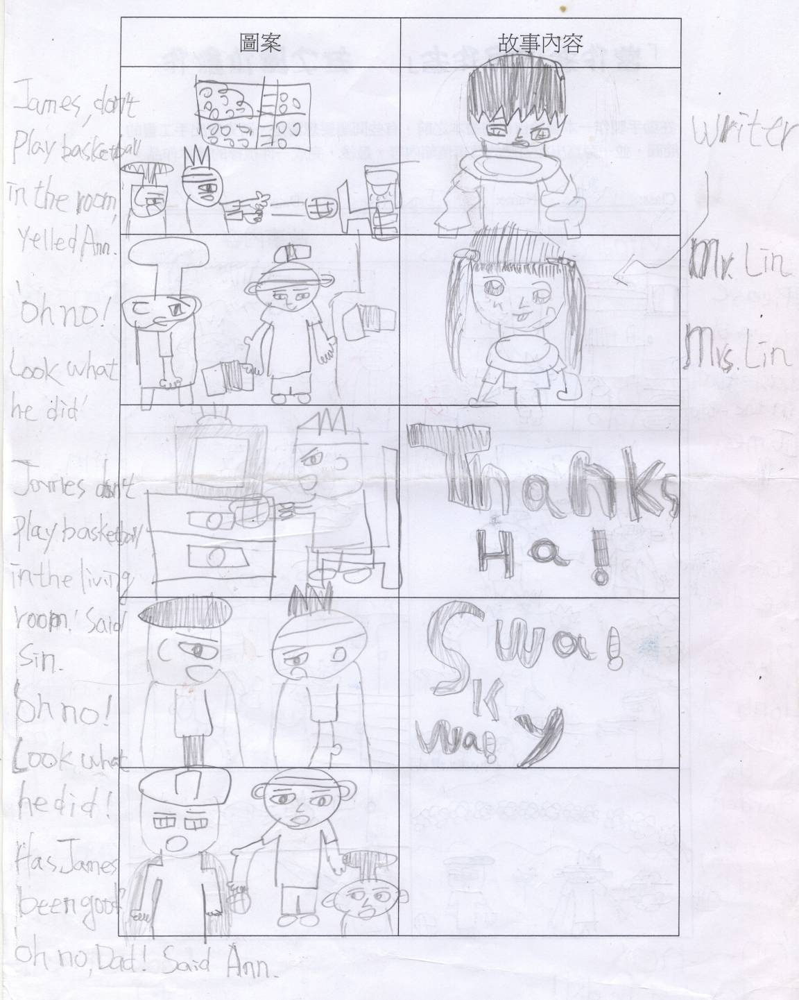 圖案
故事內容
James, don't
Play basketball
in the room,
Yelled Ann.
'oh no!
Look what
he did'
James don't
Play basketball
in the living
room.' Said
Sin.
'oh no!
Look what
he did!
Has James
been good'
oh no, Dad! Said Ann.
writer
Mr. Lin
Mrs. Lin
Thanks
Ha!
Swa!
K
wa! y